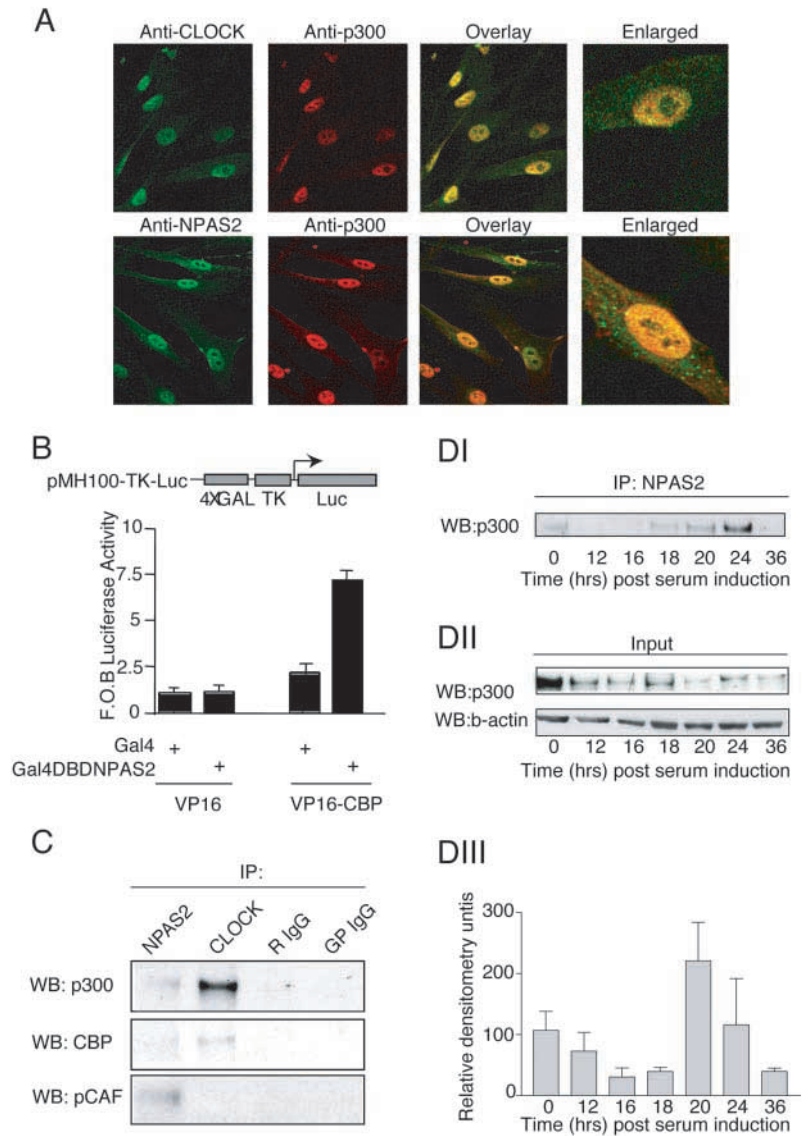 A
Anti-CLOCK Anti-p300 Overlay Enlarged
Anti-NPAS2 Anti-p300 Overlay Enlarged
B
pMH100-TK-Luc
4XGAL TK Luc
F.O.B Luciferase Activity
10
7.5
5
2.5
0
Gal4 + +
Gal4DBDNPAS2 + +
VP16 VP16-CBP
C
IP:
NPAS2 CLOCK R IgG GP IgG
WB: p300
WB: CBP
WB: pCAF
DI
IP: NPAS2
WB:p300
0 12 16 18 20 24 36
Time (hrs) post serum induction
DII
Input
WB:p300
WB:b-actin
0 12 16 18 20 24 36
Time (hrs) post serum induction
DIII
Relative densitometry untis
300
200
100
0
0 12 16 18 20 24 36
Time (hrs) post serum induction